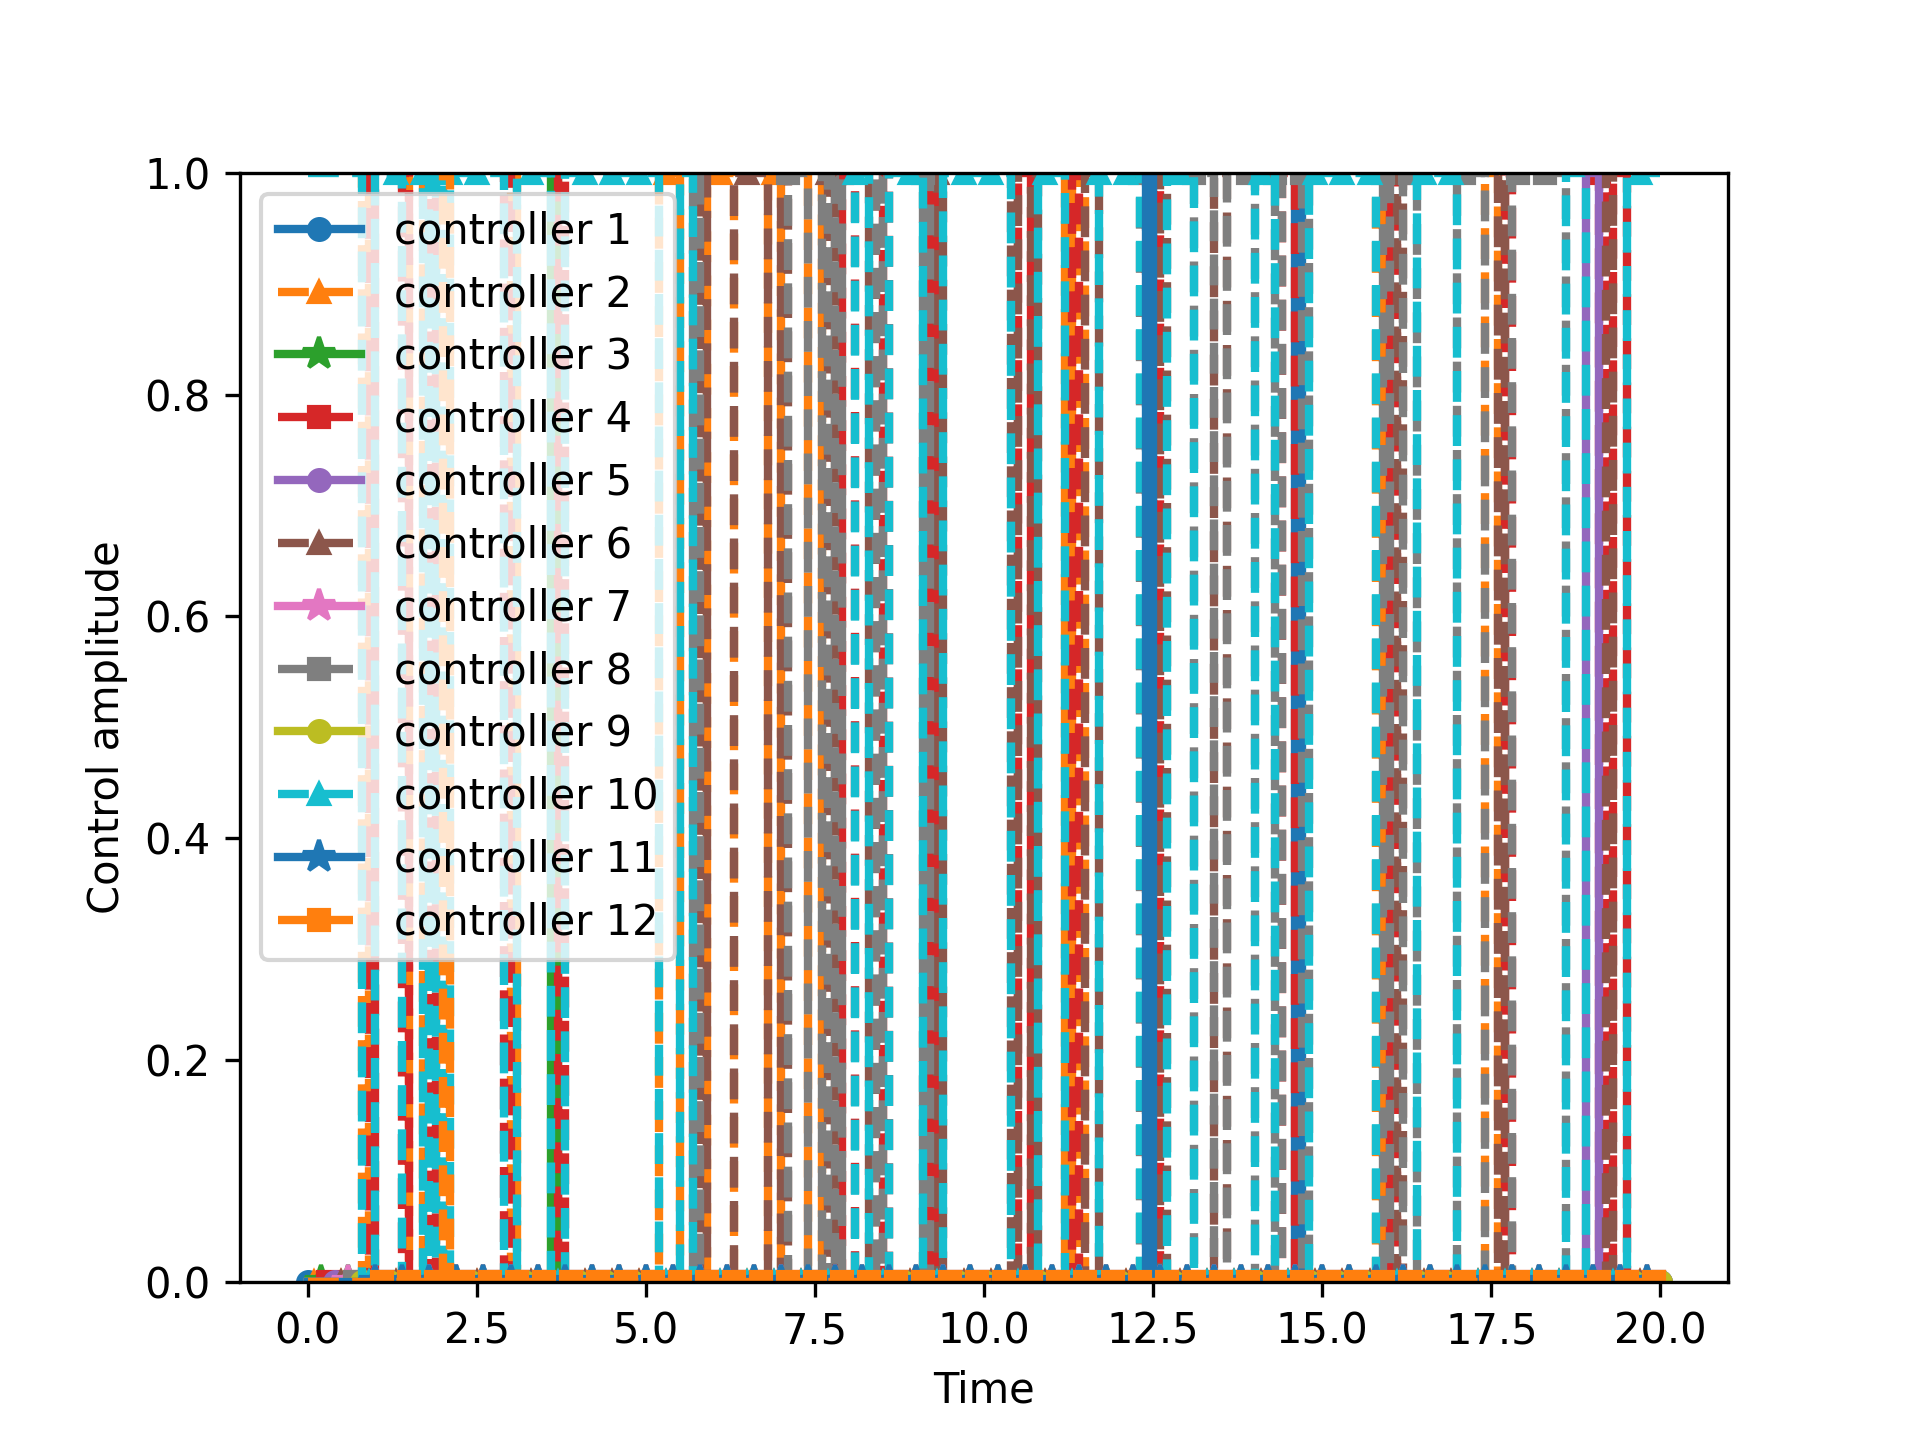 1.0
0.8
0.6
0.4
0.2
0.0
Control amplitude
controller 1
controller 2
controller 3
controller 4
controller 5
controller 6
controller 7
controller 8
controller 9
controller 10
controller 11
controller 12
0.0 2.5 5.0 7.5 10.0 12.5 15.0 17.5 20.0
Time